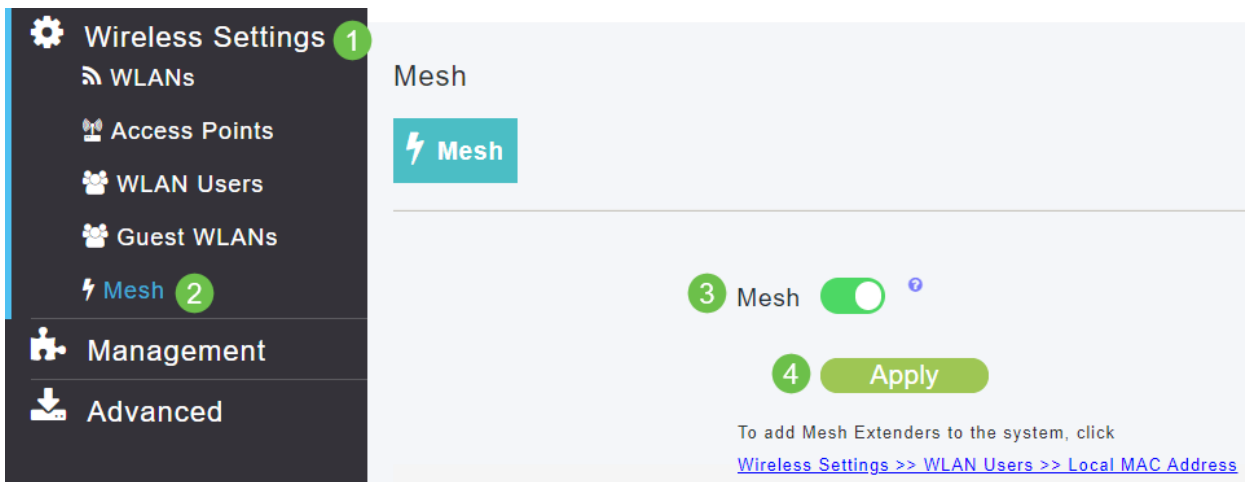 Wireless Settings 1
WLANs
Access Points
WLAN Users
Guest WLANs
Mesh 2
Management
Advanced
Mesh
Mesh
3 Mesh ?
4 Apply
To add Mesh Extenders to the system, click
Wireless Settings >> WLAN Users >> Local MAC Address